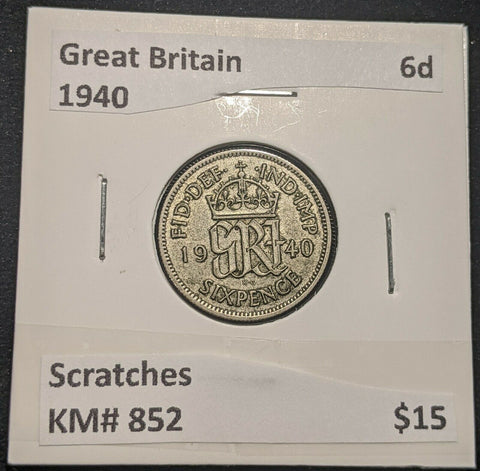 Great Britain 6d
1940
FID·DEF· IND·IMP
19 GRI 40
SIXPENCE
Scratches
KM# 852 $15